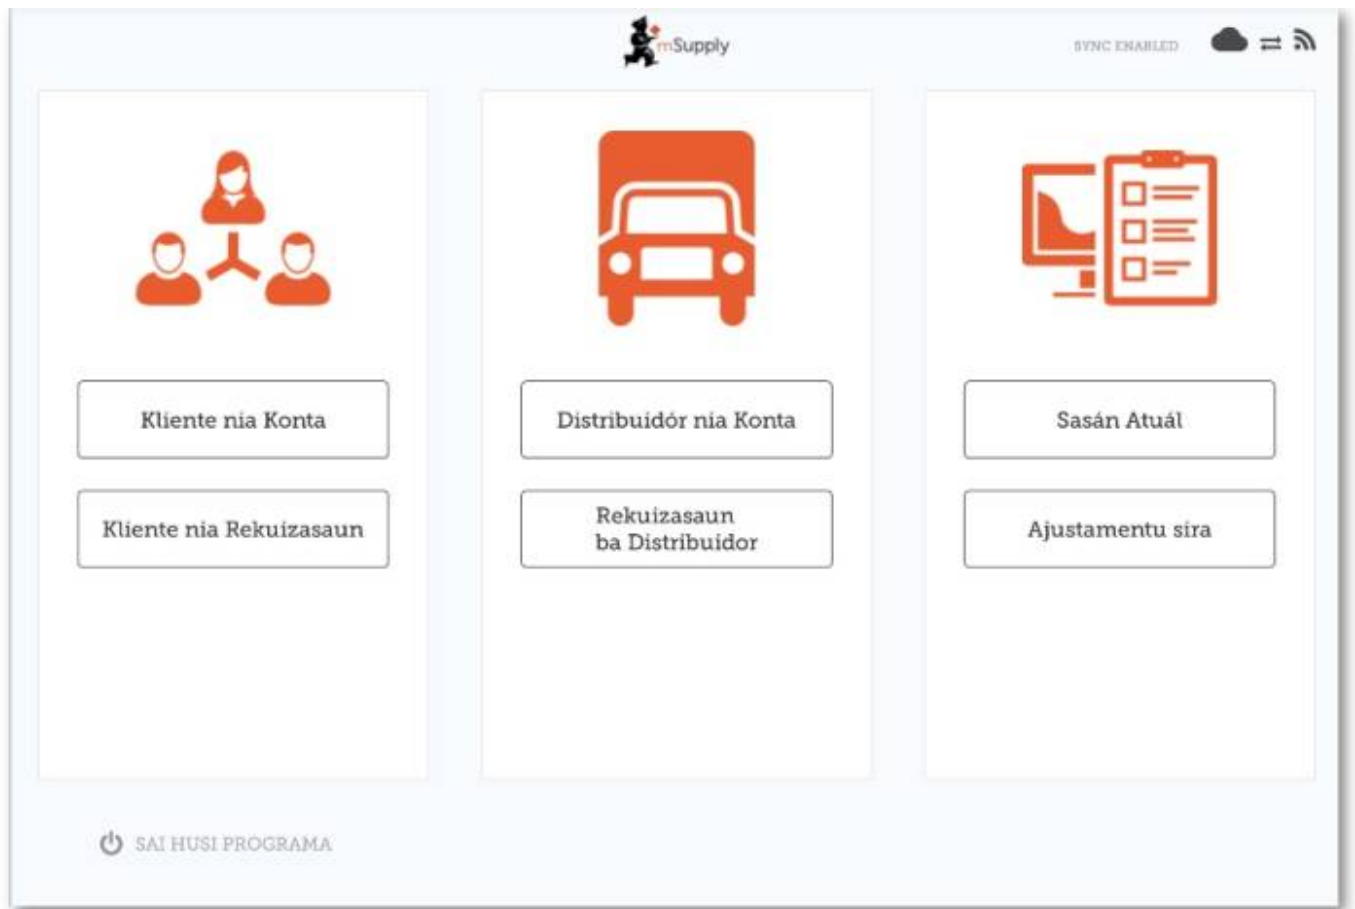 mSupply
SYNC ENABLED
Kliente nia Konta
Kliente nia Rekuizasaun
Distribuidór nia Konta
Rekuizasaun
ba Distribuidor
Sasán Atuál
Ajustamentu sira
SAI HUSI PROGRAMA